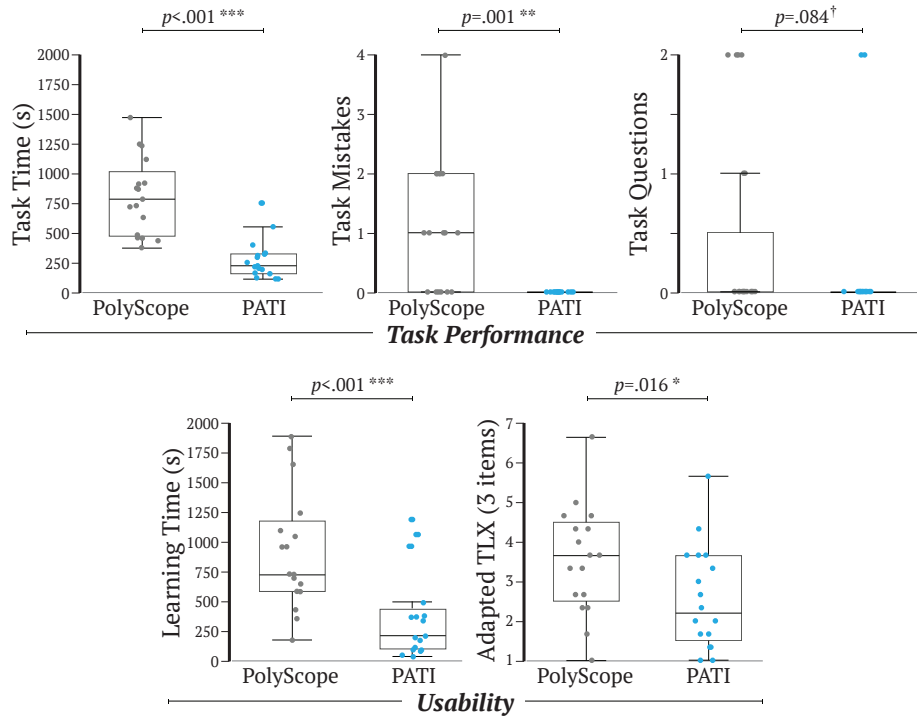 p<.001 *** p=.001 ** p=.084†
Task Time (s)
2000
1750
1500
1250
1000
750
500
250
0
PolyScope PATI
Task Mistakes
4
3
2
1
0
PolyScope PATI
Task Questions
2
1
0
PolyScope PATI
Task Performance
p<.001 *** p=.016 *
Learning Time (s)
2000
1500
1250
1000
750
500
250
0
PolyScope PATI
Adapted TLX (3 items)
7
6
5
4
3
2
1
PolyScope PATI
Usability